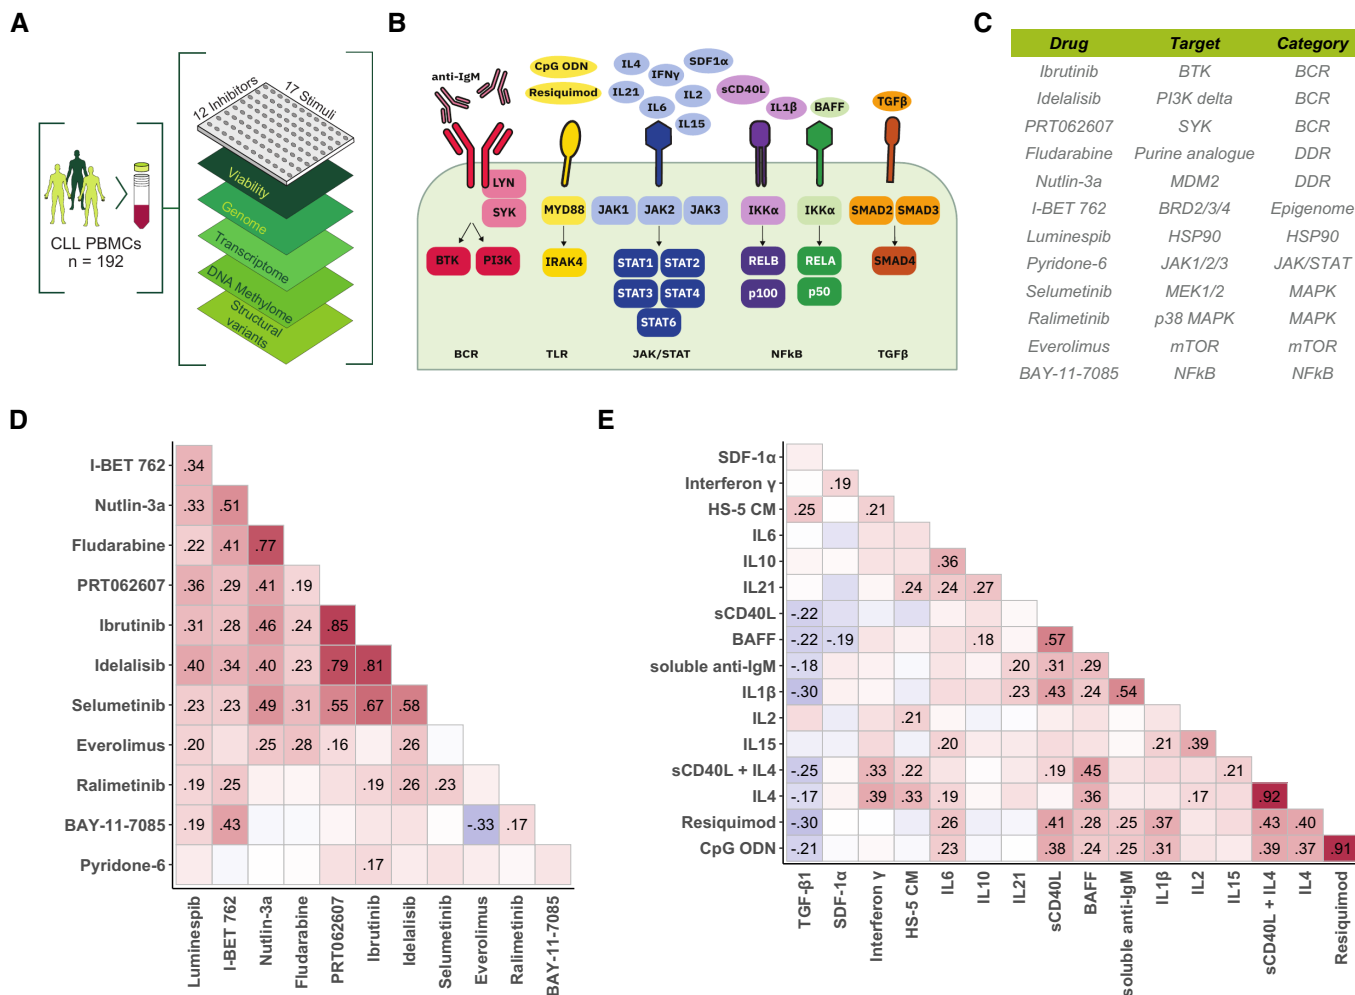 A
12 Inhibitors
17 Stimuli
Viability
Genome
Transcriptome
DNA Methylome
Structural
variants
CLL PBMCs
n = 192
B
anti-IgM
CpG ODN
Resiquimod
IL4
IFNγ
SDF1α
IL21
IL2
IL6
IL15
sCD40L
IL1β
BAFF
TGFβ
LYN
SYK
BTK
PI3K
MYD88
IRAK4
JAK1
JAK2
JAK3
STAT1
STAT2
STAT3
STAT4
STAT6
IKKα
RELB
p100
IKKα
RELA
p50
SMAD2
SMAD3
SMAD4
BCR
TLR
JAK/STAT
NFkB
TGFβ
C
Drug Target Category
Ibrutinib BTK BCR
Idelalisib PI3K delta BCR
PRT062607 SYK BCR
Fludarabine Purine analogue DDR
Nutlin-3a MDM2 DDR
I-BET 762 BRD2/3/4 Epigenome
Luminespib HSP90 HSP90
Pyridone-6 JAK1/2/3 JAK/STAT
Selumetinib MEK1/2 MAPK
Ralimetinib p38 MAPK MAPK
Everolimus mTOR mTOR
BAY-11-7085 NFkB NFkB
D
I-BET 762 .34
Nutlin-3a .33 .51
Fludarabine .22 .41 .77
PRT062607 .36 .29 .41 .19
Ibrutinib .31 .28 .46 .24 .85
Idelalisib .40 .34 .40 .23 .79 .81
Selumetinib .23 .23 .49 .31 .55 .67 .58
Everolimus .20 .25 .28 .16 .26
Ralimetinib .19 .25 .19 .26 .23
BAY-11-7085 .19 .43 -.33 .17
Pyridone-6 .17
Luminespib
I-BET 762
Nutlin-3a
Fludarabine
PRT062607
Ibrutinib
Idelalisib
Selumetinib
Everolimus
Ralimetinib
BAY-11-7085
E
SDF-1α
Interferon γ .19
HS-5 CM .25 .21
IL6
IL10 .36
IL21 .24 .24 .27
sCD40L -.22
BAFF -.22 -.19 .18 .57
soluble anti-IgM -.18 .20 .31 .29
IL1β -.30 .23 .43 .24 .54
IL2 .21
IL15 .20 .21 .39
sCD40L + IL4 -.25 .33 .22 .19 .45 .21
IL4 -.17 .39 .33 .19 .36 .17 .92
Resiquimod -.30 .26 .41 .28 .25 .37 .43 .40
CpG ODN -.21 .23 .38 .24 .25 .31 .39 .37 .91
TGF-β1
SDF-1α
Interferon γ
HS-5 CM
IL6
IL10
IL21
sCD40L
BAFF
soluble anti-IgM
IL1β
IL2
IL15
sCD40L + IL4
IL4
Resiquimod